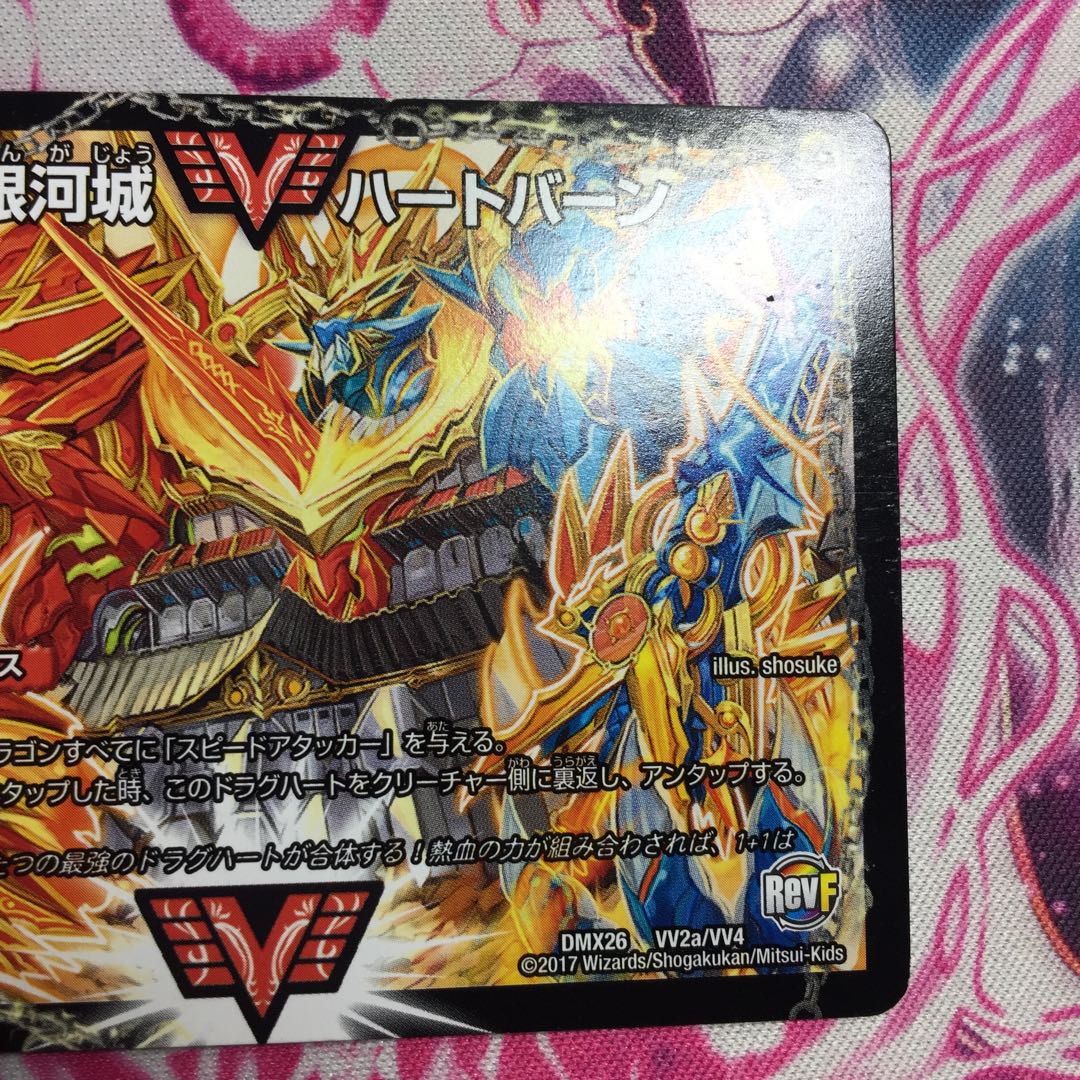 んがじょう
銀河城 ハートバーン
ス
illus. shosuke
ラゴンすべてに「スピードアタッカー」を与える。
タップした時、このドラグハートをクリーチャー側に裏返し、アンタップする。
つの最強のドラグハートが合体する！熱血の力が組み合わされば、1+1は
RevF
DMX26 VV2a/VV4
©2017 Wizards/Shogakukan/Mitsui-Kids